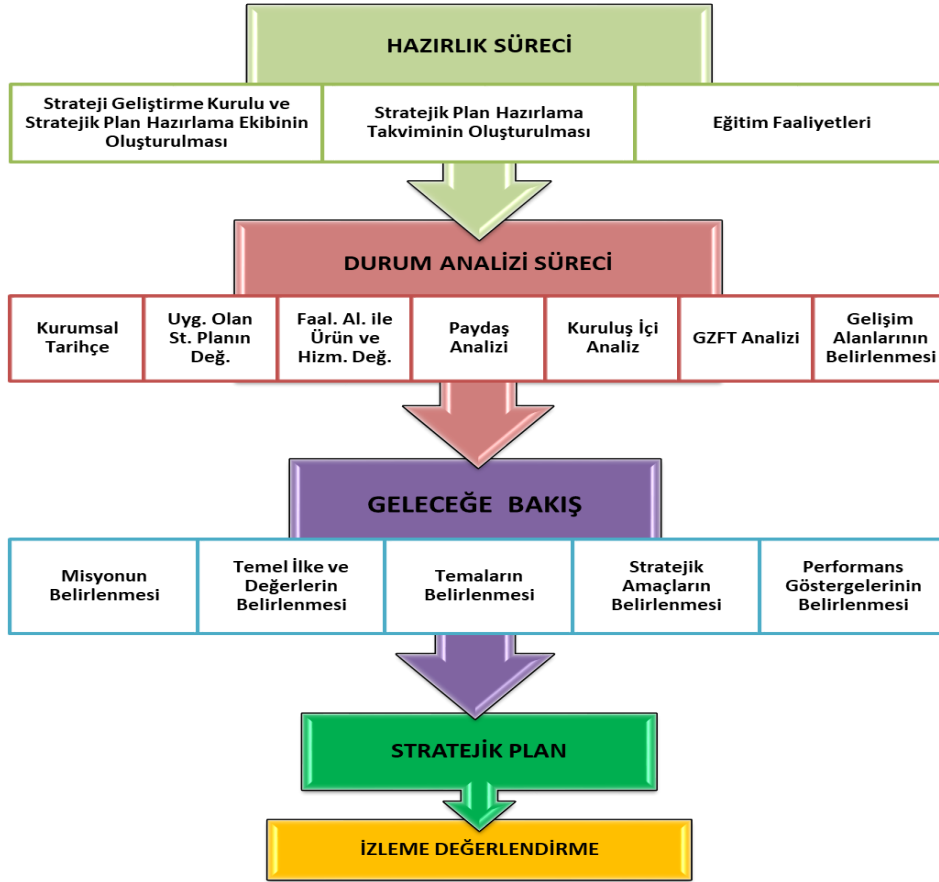 HAZIRLIK SÜRECİ
Strateji Geliştirme Kurulu ve
Stratejik Plan Hazırlama Ekibinin
Oluşturulması
Stratejik Plan Hazırlama
Takviminin Oluşturulması
Eğitim Faaliyetleri
DURUM ANALİZİ SÜRECİ
Kurumsal
Tarihçe
Uyg. Olan
St. Planın
Değ.
Faal. Al. ile
Ürün ve
Hizm. Değ.
Paydaş
Analizi
Kuruluş İçi
Analiz
GZFT Analizi
Gelişim
Alanlarının
Belirlenmesi
GELECEĞE BAKIŞ
Misyonun
Belirlenmesi
Temel İlke ve
Değerlerin
Belirlenmesi
Temaların
Belirlenmesi
Stratejik
Amaçların
Belirlenmesi
Performans
Göstergelerinin
Belirlenmesi
STRATEJİK PLAN
İZLEME DEĞERLENDİRME